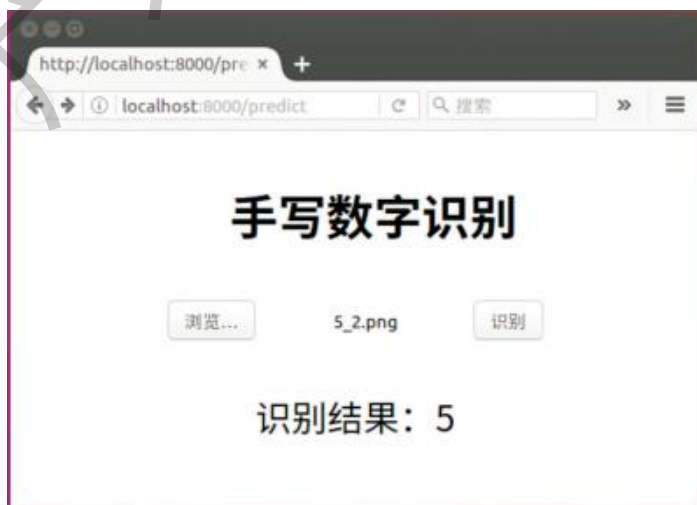 http://localhost:8000/pre
localhost:8000/predict
搜索
手写数字识别
浏览... 5_2.png 识别
识别结果：5